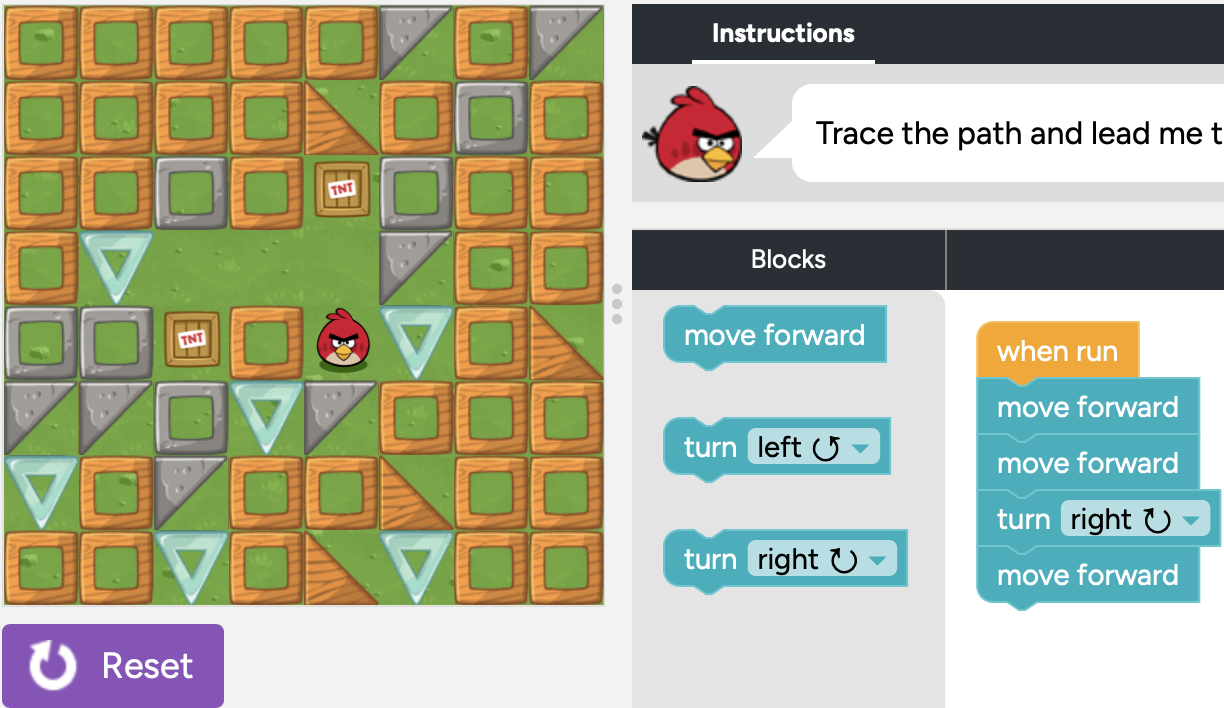 Instructions
Trace the path and lead me t
TNT
TNT
Blocks
move forward
turn left
turn right
when run
move forward
move forward
turn right
move forward
Reset